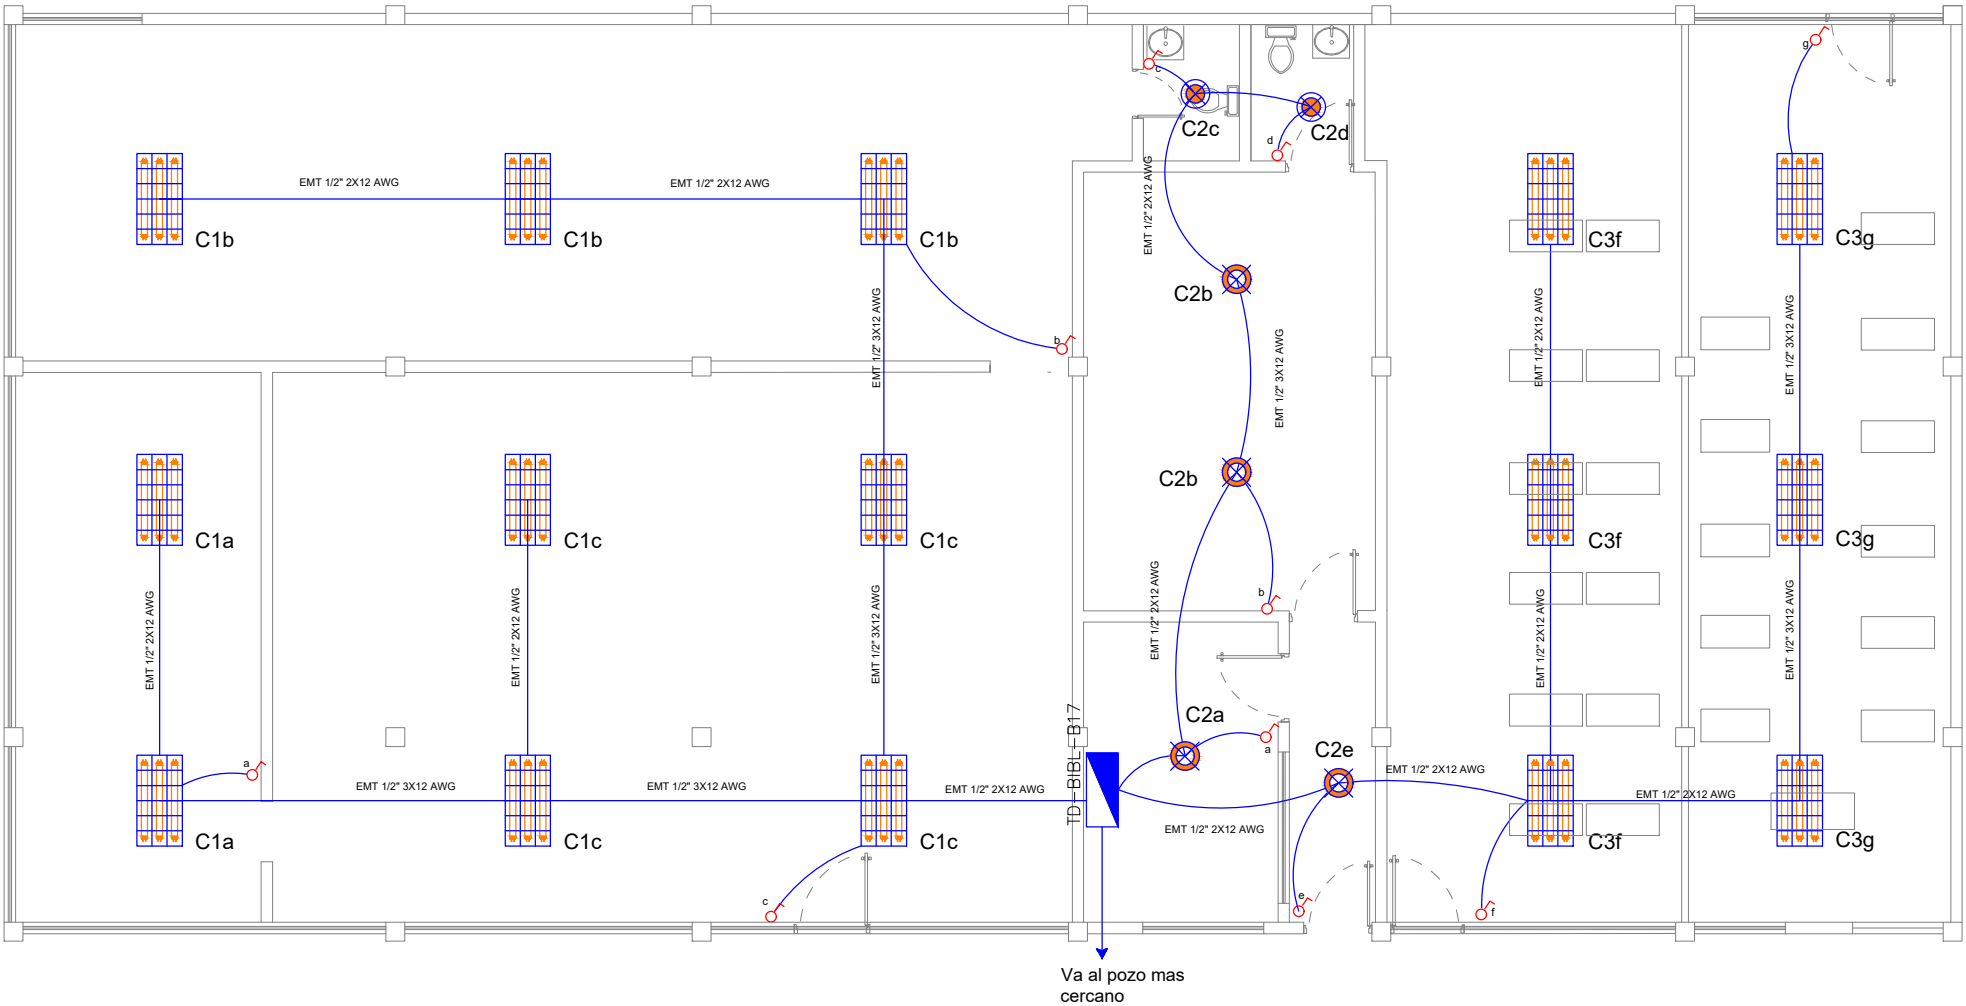 g
c
C2c
d
C2d
EMT 1/2" 2X12 AWG
EMT 1/2" 2X12 AWG
EMT 1/2" 2X12 AWG
C1b
C1b
C1b
C3f
C3g
C2b
b
EMT 1/2" 3X12 AWG
EMT 1/2" 3X12 AWG
EMT 1/2" 2X12 AWG
EMT 1/2" 3X12 AWG
C2b
C1a
C1c
C1c
C3f
C3g
b
EMT 1/2" 2X12 AWG
EMT 1/2" 2X12 AWG
EMT 1/2" 3X12 AWG
EMT 1/2" 2X12 AWG
EMT 1/2" 2X12 AWG
EMT 1/2" 3X12 AWG
C2a
a
C2e
TD-BIBL-B17
a
EMT 1/2" 3X12 AWG
EMT 1/2" 3X12 AWG
EMT 1/2" 2X12 AWG
EMT 1/2" 2X12 AWG
EMT 1/2" 2X12 AWG
EMT 1/2" 2X12 AWG
C1a
C1c
C1c
C3f
C3g
c
e
f
Va al pozo mas
cercano